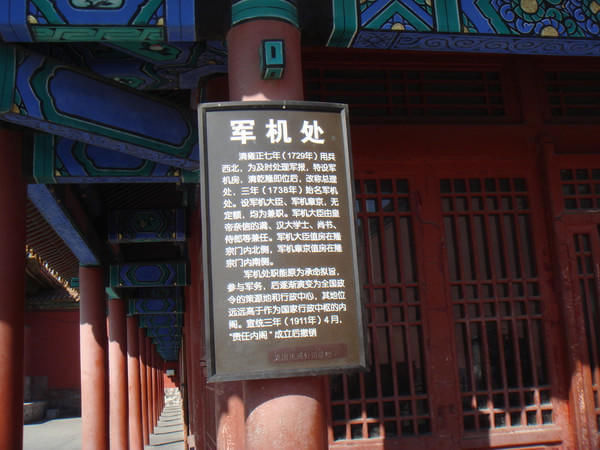 军机处
清雍正七年（1729年）用兵
西北，为及时处理军报，特设军
机房，清乾隆即位后，改称总理
处，三年（1738年）始名军机
处。设军机大臣、军机章京，无
定额，均为兼职。军机大臣由皇
帝亲信的满、汉大学士、尚书、
侍郎等兼任。军机大臣值房在隆
宗门内北侧，军机章京值房在隆
宗门内南侧。
军机处职能原为承命拟旨，
参与军务，后逐渐演变为全国政
令的策源地和行政中心，其地位
远远高于作为国家行政中枢的内
阁。宣统三年（1911年）4月，
“责任内阁”成立后撤销